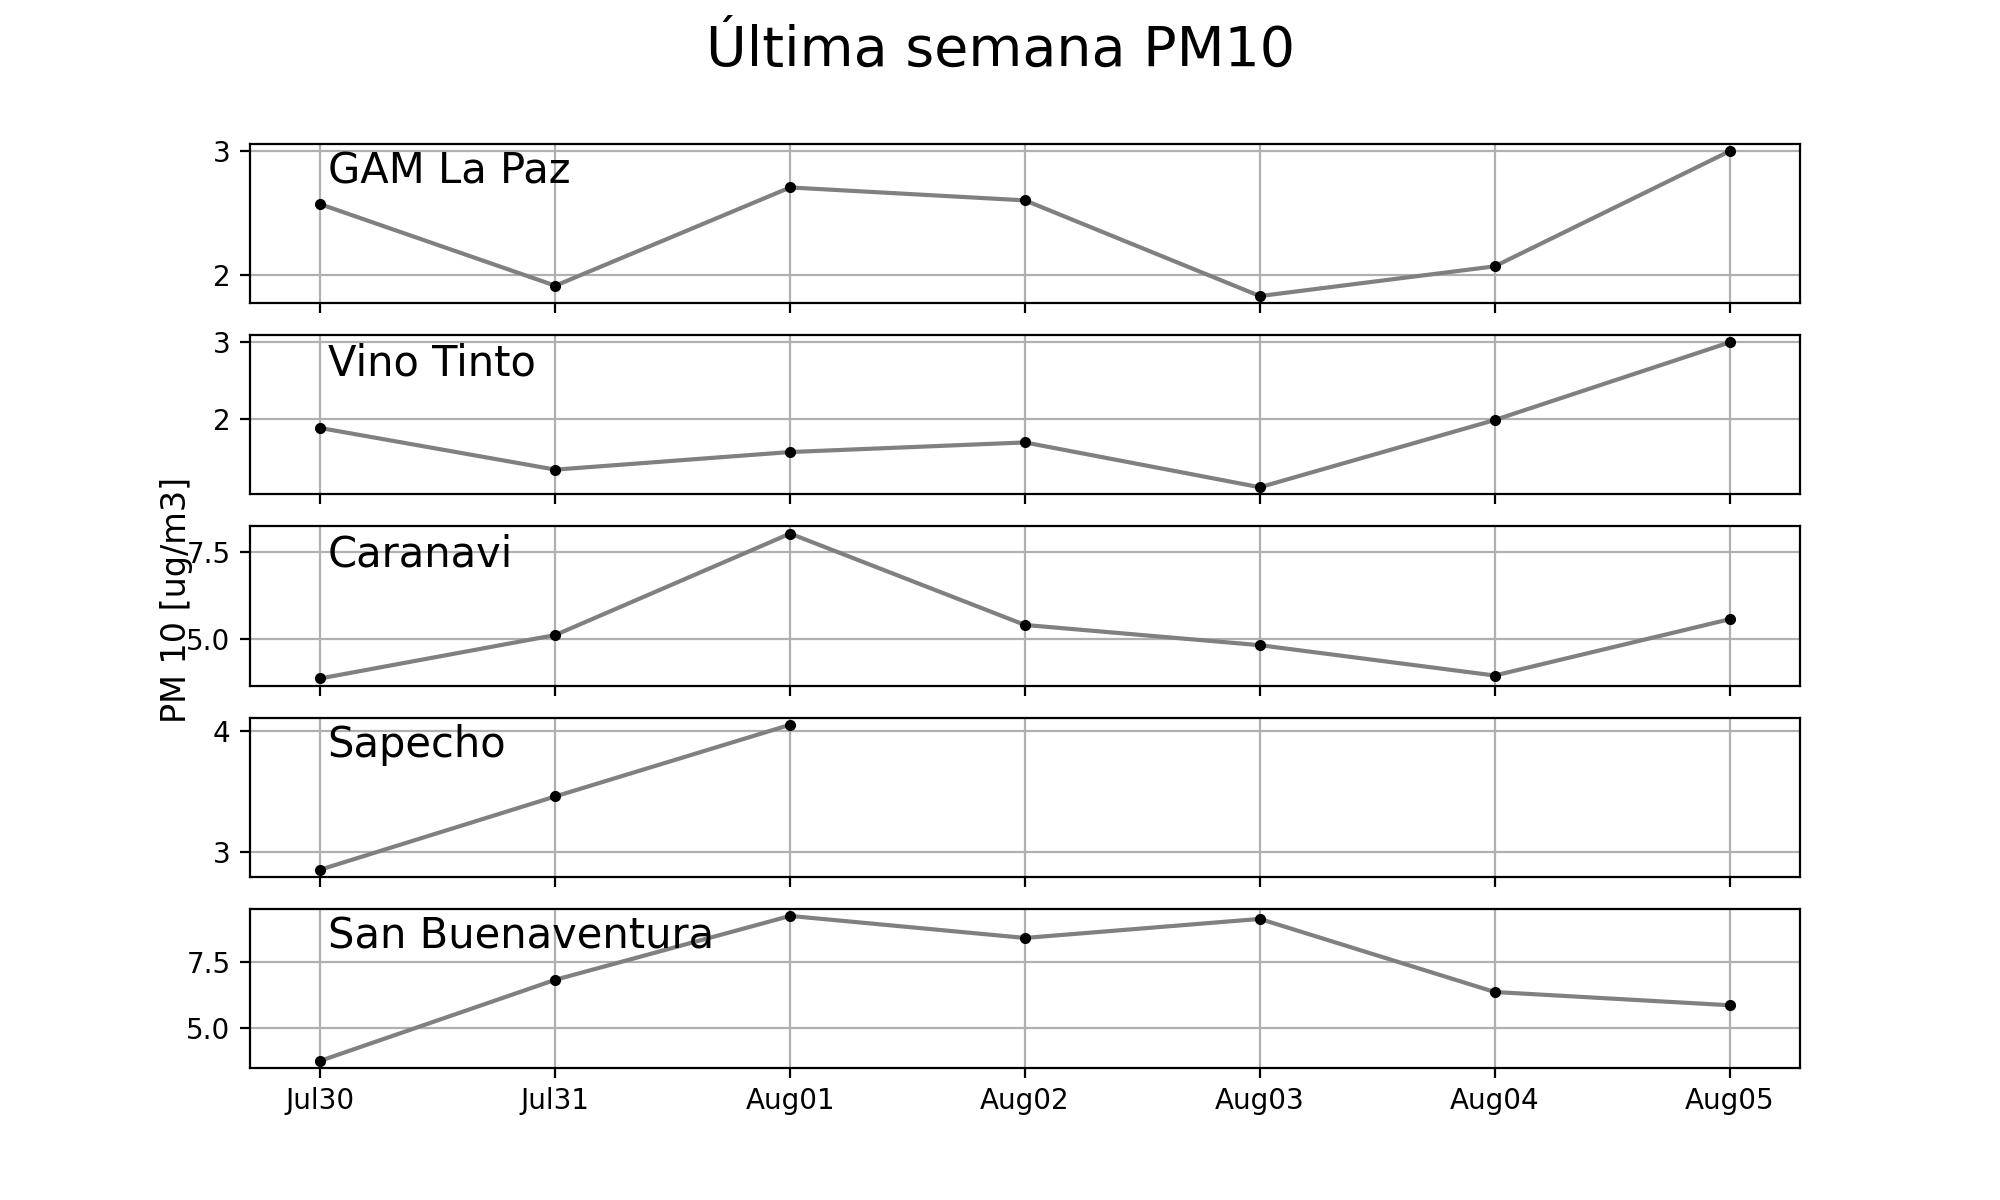 Última semana PM10
PM 10 [ug/m3]
GAM La Paz
3
2
Vino Tinto
3
2
Caranavi
7.5
5.0
Sapecho
4
3
San Buenaventura
7.5
5.0
Jul30 Jul31 Aug01 Aug02 Aug03 Aug04 Aug05